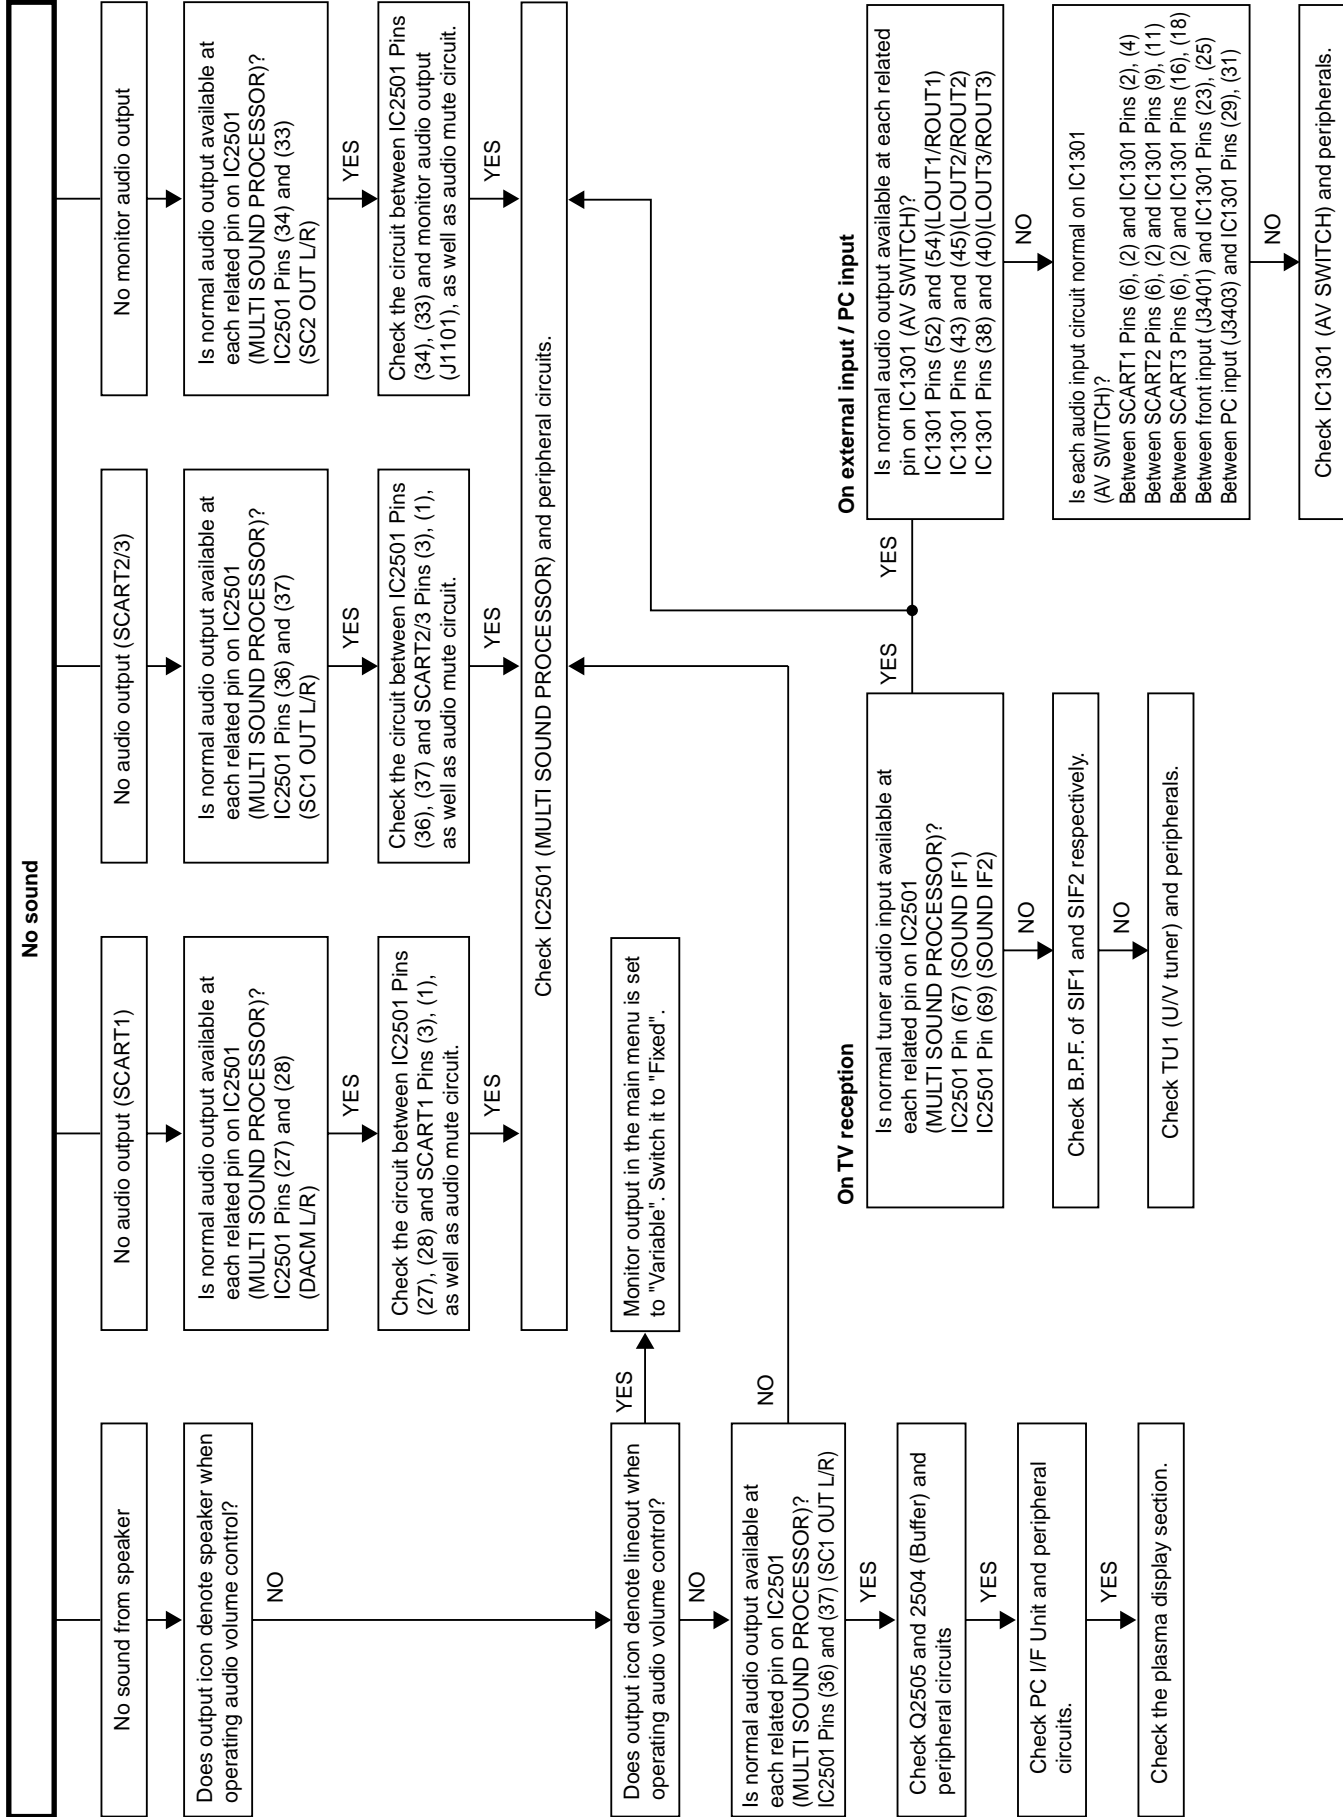 No sound
No sound from speaker
Does output icon denote speaker when
operating audio volume control?
NO
Does output icon denote lineout when
operating audio volume control?
YES
Monitor output in the main menu is set
to "Variable". Switch it to "Fixed".
NO
Is normal audio output available at
each related pin on IC2501
(MULTI SOUND PROCESSOR)?
IC2501 Pins (36) and (37) (SC1 OUT L/R)
NO
YES
Check Q2505 and 2504 (Buffer) and
peripheral circuits
YES
Check PC I/F Unit and peripheral
circuits.
YES
Check the plasma display section.
No audio output (SCART1)
Is normal audio output available at
each related pin on IC2501
(MULTI SOUND PROCESSOR)?
IC2501 Pins (27) and (28)
(DACM L/R)
YES
Check the circuit between IC2501 Pins
(27), (28) and SCART1 Pins (3), (1),
as well as audio mute circuit.
YES
No audio output (SCART2/3)
Is normal audio output available at
each related pin on IC2501
(MULTI SOUND PROCESSOR)?
IC2501 Pins (36) and (37)
(SC1 OUT L/R)
YES
Check the circuit between IC2501 Pins
(36), (37) and SCART2/3 Pins (3), (1),
as well as audio mute circuit.
YES
No monitor audio output
Is normal audio output available at
each related pin on IC2501
(MULTI SOUND PROCESSOR)?
IC2501 Pins (34) and (33)
(SC2 OUT L/R)
YES
Check the circuit between IC2501 Pins
(34), (33) and monitor audio output
(J1101), as well as audio mute circuit.
YES
Check IC2501 (MULTI SOUND PROCESSOR) and peripheral circuits.
On TV reception
Is normal tuner audio input available at
each related pin on IC2501
(MULTI SOUND PROCESSOR)?
IC2501 Pin (67) (SOUND IF1)
IC2501 Pin (69) (SOUND IF2)
YES
NO
Check B.P.F. of SIF1 and SIF2 respectively.
NO
Check TU1 (U/V tuner) and peripherals.
On external input / PC input
YES
Is normal audio output available at each related
pin on IC1301 (AV SWITCH)?
IC1301 Pins (52) and (54)(LOUT1/ROUT1)
IC1301 Pins (43) and (45)(LOUT2/ROUT2)
IC1301 Pins (38) and (40)(LOUT3/ROUT3)
NO
Is each audio input circuit normal on IC1301
(AV SWITCH)?
Between SCART1 Pins (6), (2) and IC1301 Pins (2), (4)
Between SCART2 Pins (6), (2) and IC1301 Pins (9), (11)
Between SCART3 Pins (6), (2) and IC1301 Pins (16), (18)
Between front input (J3401) and IC1301 Pins (23), (25)
Between PC input (J3403) and IC1301 Pins (29), (31)
NO
Check IC1301 (AV SWITCH) and peripherals.